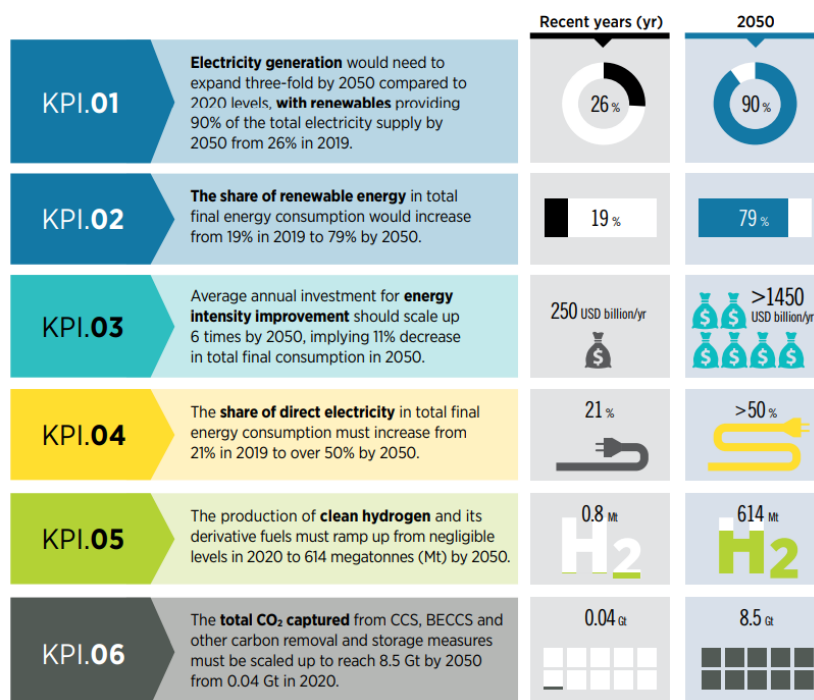 Recent years (yr)
2050
KPI.01
Electricity generation would need to
expand three-fold by 2050 compared to
2020 levels, with renewables providing
90% of the total electricity supply by
2050 from 26% in 2019.
26 %
90 %
KPI.02
The share of renewable energy in total
final energy consumption would increase
from 19% in 2019 to 79% by 2050.
19 %
79 %
KPI.03
Average annual investment for energy
intensity improvement should scale up
6 times by 2050, implying 11% decrease
in total final consumption in 2050.
250 USD billion/yr
$
>1450
USD billion/yr
$ $
$ $ $ $
KPI.04
The share of direct electricity in total final
energy consumption must increase from
21% in 2019 to over 50% by 2050.
21 %
>50 %
KPI.05
The production of clean hydrogen and its
derivative fuels must ramp up from negligible
levels in 2020 to 614 megatonnes (Mt) by 2050.
0.8 Mt
H2
614 Mt
H2
KPI.06
The total CO₂ captured from CCS, BECCS and
other carbon removal and storage measures
must be scaled up to reach 8.5 Gt by 2050
from 0.04 Gt in 2020.
0.04 Gt
8.5 Gt